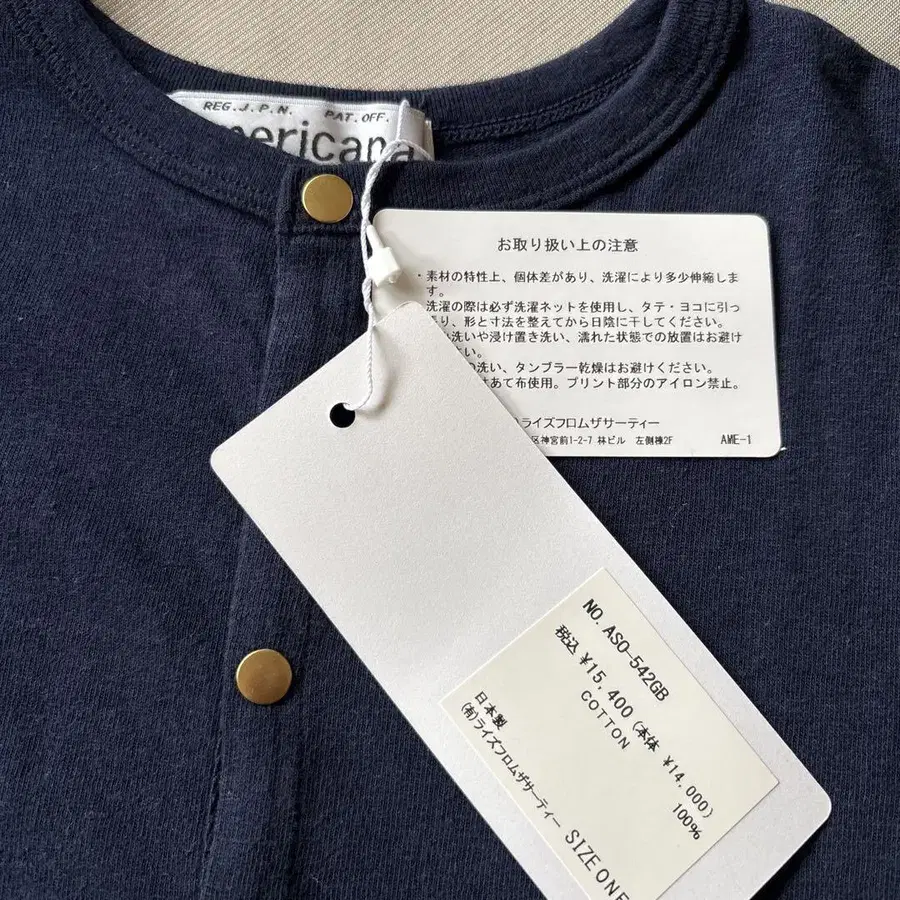 REG.J.P.N. PAT.OFF.
mericana
お取り扱い上の注意
・素材の特性上、個体差があり、洗濯により多少伸縮しま
す。
洗濯の際は必ず洗濯ネットを使用し、タテ・ヨコに引っ
り、形と寸法を整えてから日陰に干してください。
洗いや浸け置き洗い、濡れた状態での放置はお避け
い。
洗い、タンブラー乾燥はお避けください。
あて布使用。プリント部分のアイロン禁止。
ライズフロムザサーティー
区神宮前1-2-7 林ビル 左側棟2F AME-1
NO. ASO-542GB
税込 ¥15,400 (本体 ¥14,000)
COTTON 100%
日本製
(有)ライズフロムザサーティー
SIZE ONE